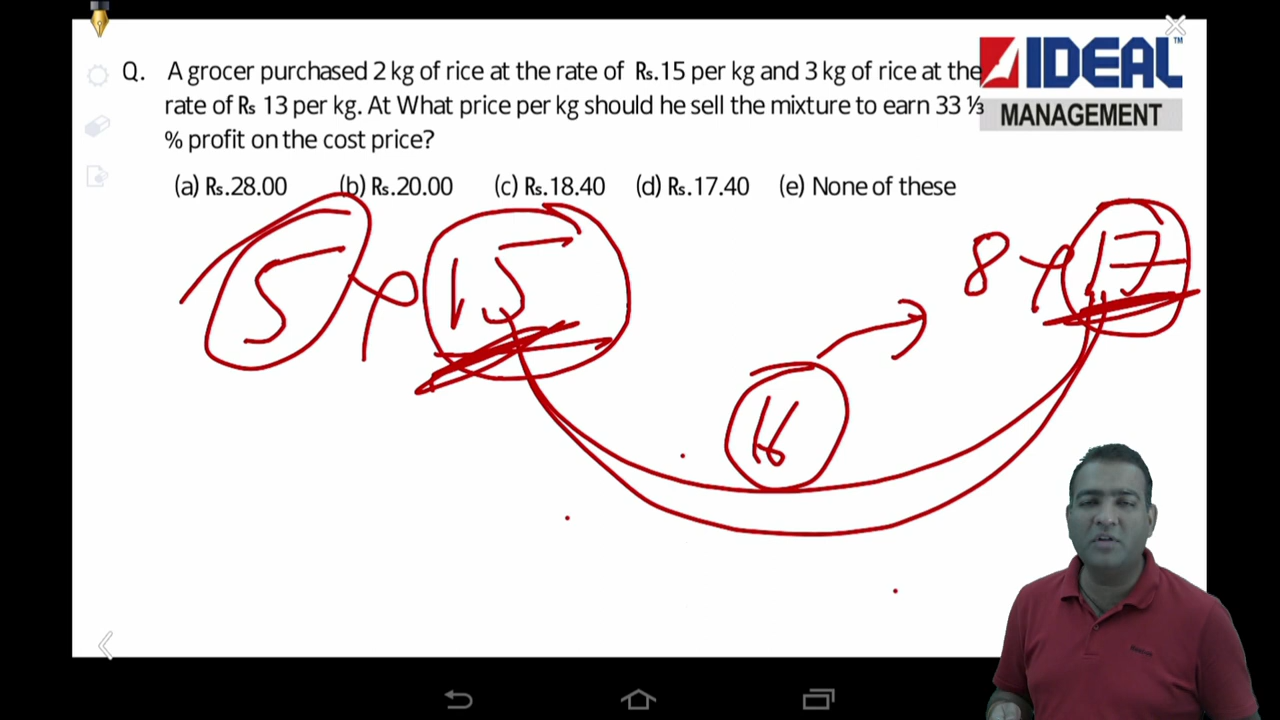 Q. A grocer purchased 2 kg of rice at the rate of Rs.15 per kg and 3 kg of rice at the
rate of Rs 13 per kg. At What price per kg should he sell the mixture to earn 33 ⅓
% profit on the cost price?
(a) Rs.28.00 (b) Rs.20.00 (c) Rs.18.40 (d) Rs.17.40 (e) None of these
IDEAL™
MANAGEMENT
5 x 15
8 x 17
16